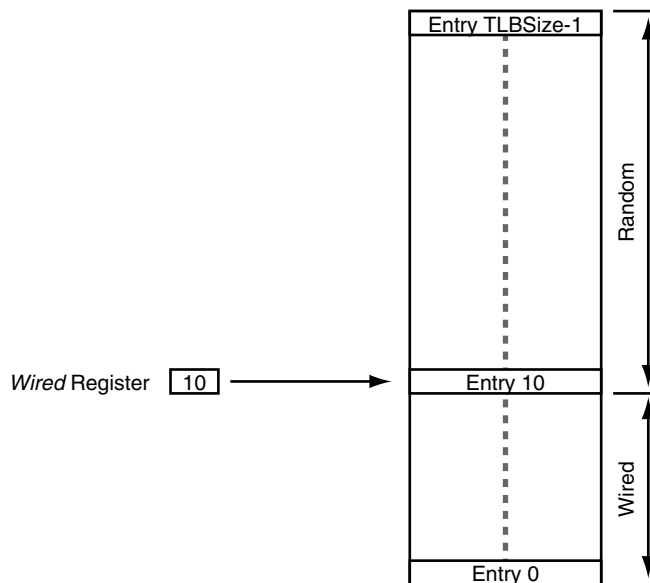 Entry TLBSize-1
Random
Wired Register 10
Entry 10
Wired
Entry 0